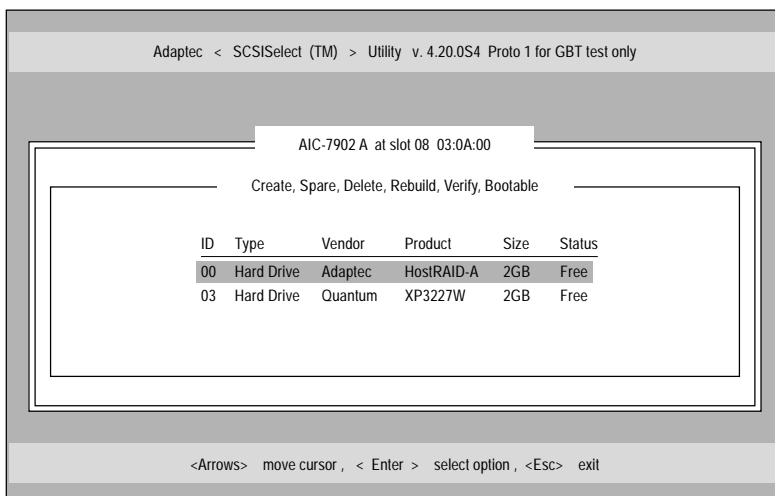 Adaptec < SCSISelect (TM) > Utility v. 4.20.0S4 Proto 1 for GBT test only
AIC-7902 A at slot 08 03:0A:00
Create, Spare, Delete, Rebuild, Verify, Bootable
ID Type Vendor Product Size Status
00 Hard Drive Adaptec HostRAID-A 2GB Free
03 Hard Drive Quantum XP3227W 2GB Free
<Arrows> move cursor , < Enter > select option , <Esc> exit